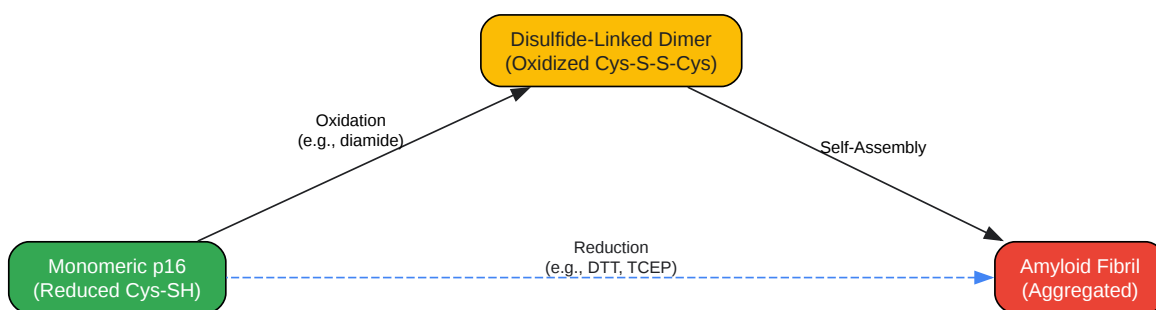 Disulfide-Linked Dimer
(Oxidized Cys-S-S-Cys)
Oxidation
(e.g., diamide)
Self-Assembly
Monomeric p16
(Reduced Cys-SH)
Reduction
(e.g., DTT, TCEP)
Amyloid Fibril
(Aggregated)